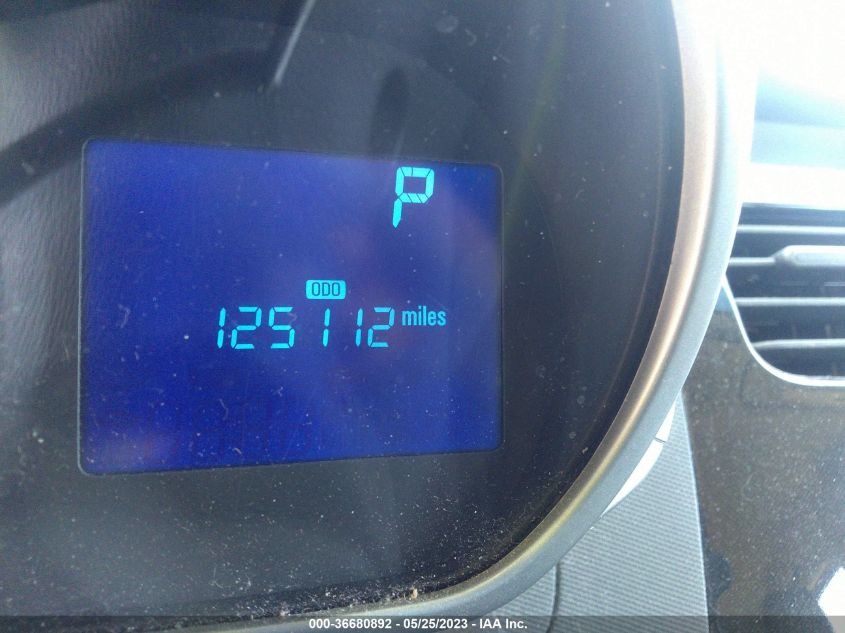 P
ODO
125112 miles
000-36680892 - 05/25/2023 - IAA Inc.